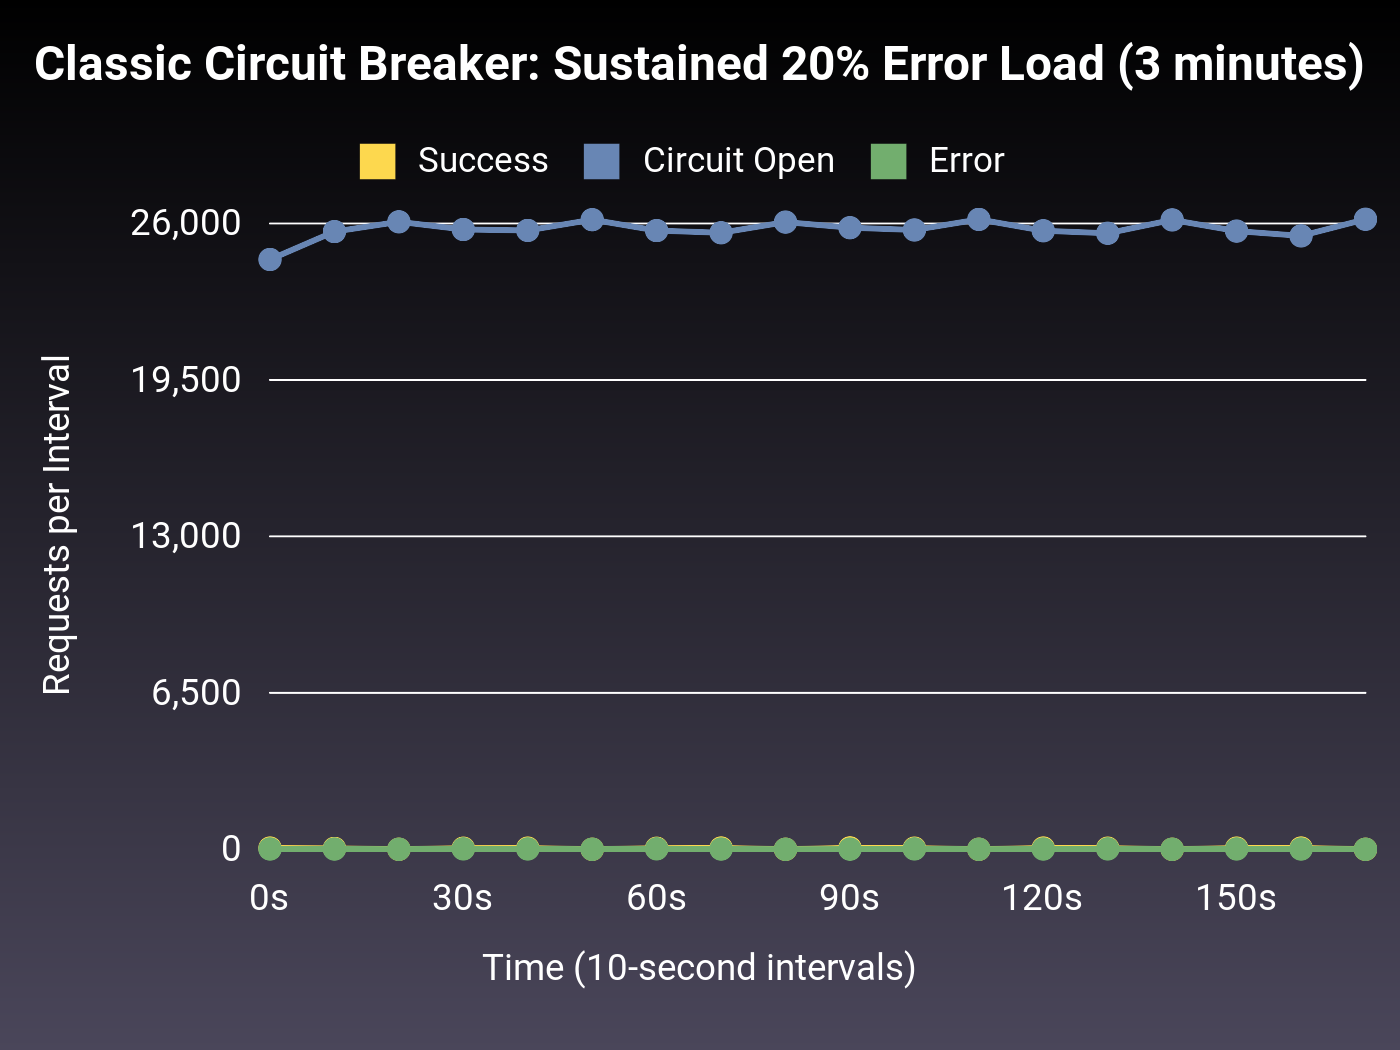 Classic Circuit Breaker: Sustained 20% Error Load (3 minutes)
Success Circuit Open Error
26,000
19,500
13,000
6,500
0
Requests per Interval
0s 30s 60s 90s 120s 150s
Time (10-second intervals)